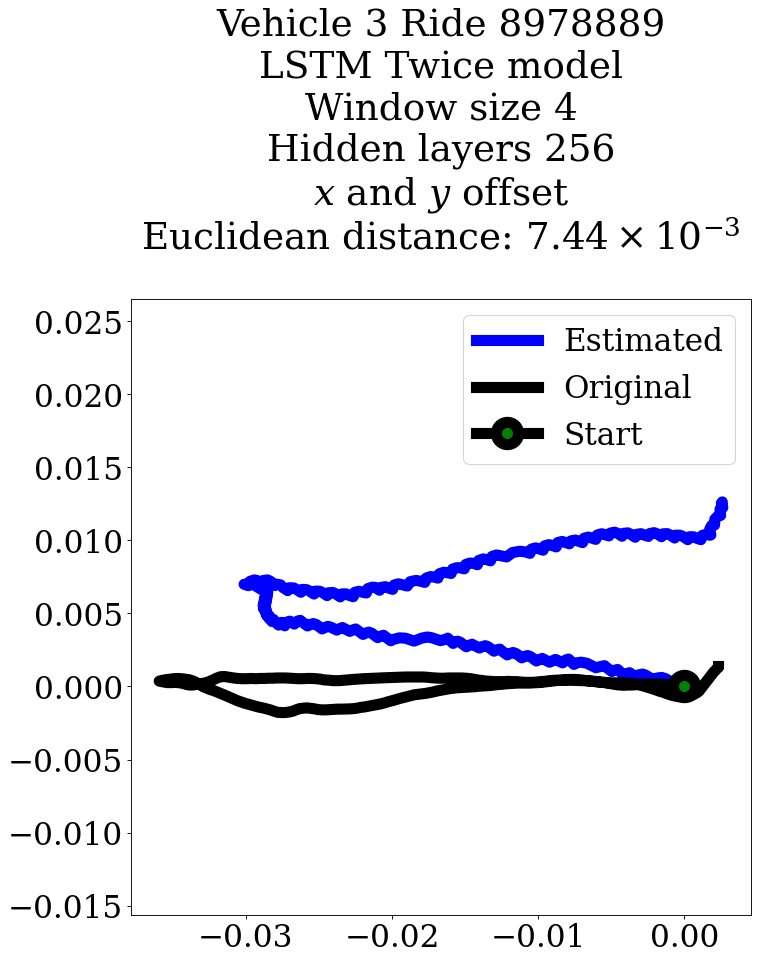 Vehicle 3 Ride 8978889
LSTM Twice model
Window size 4
Hidden layers 256
x and y offset
Euclidean distance: 7.44 × 10⁻³
Estimated
Original
Start
0.025
0.020
0.015
0.010
0.005
0.000
−0.005
−0.010
−0.015
−0.03 −0.02 −0.01 0.00